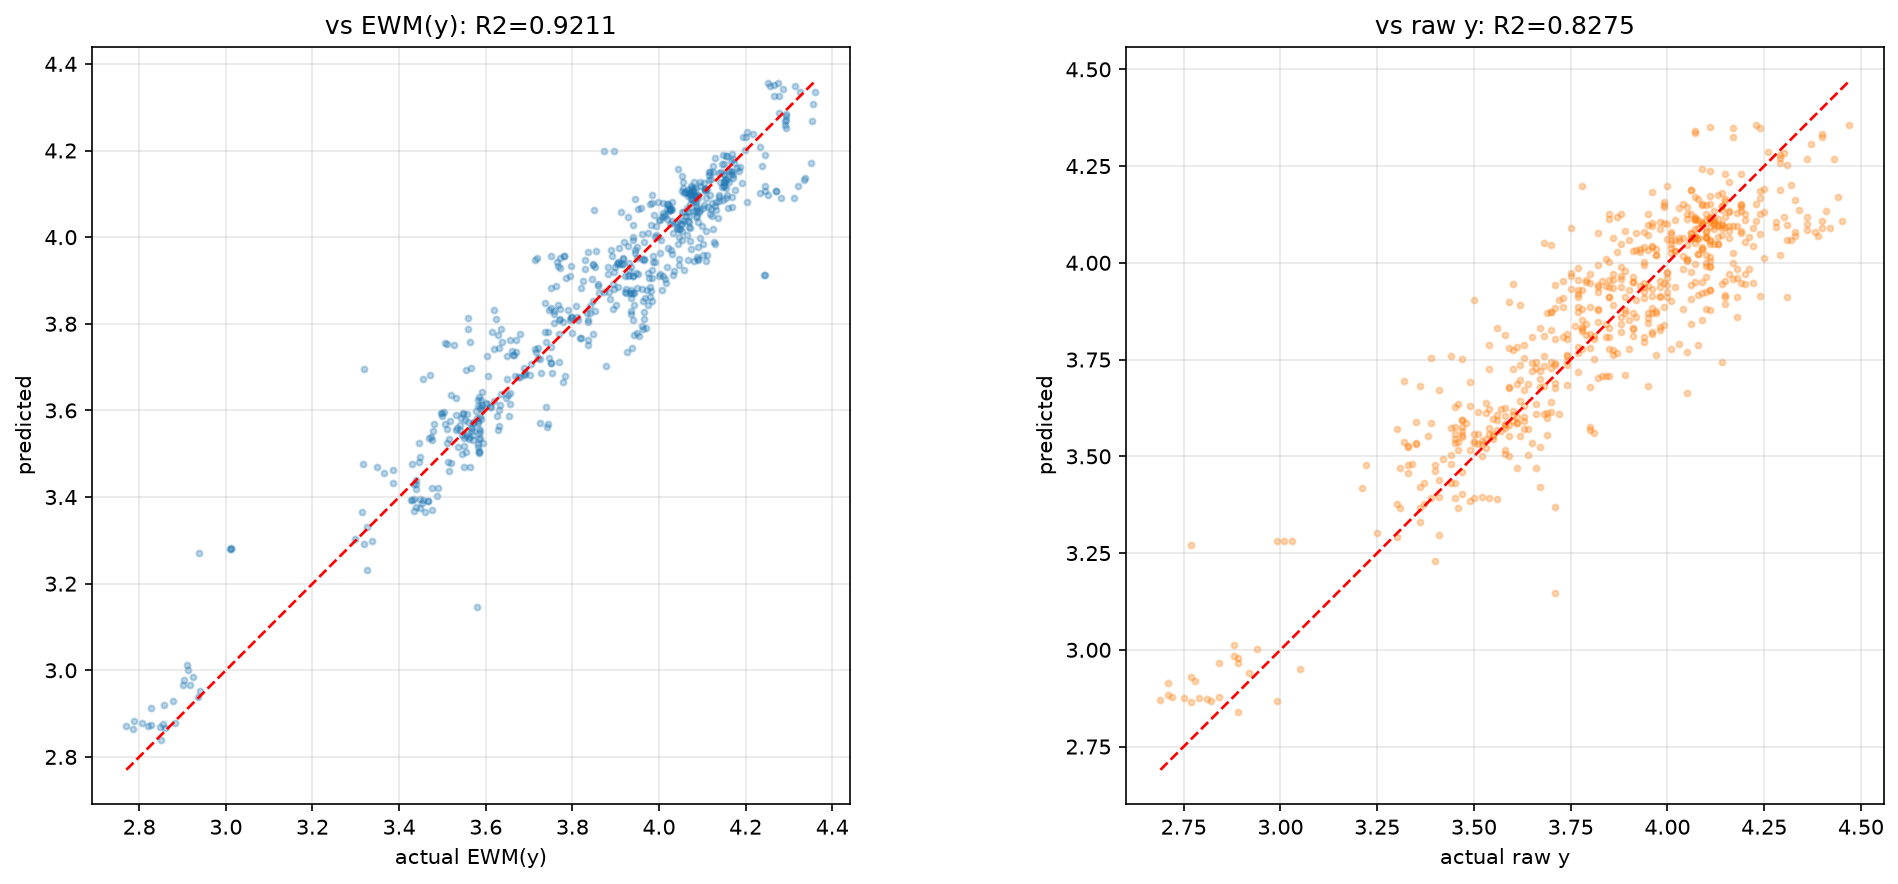 vs EWM(y): R2=0.9211
4.4
4.2
4.0
3.8
3.6
3.4
3.2
3.0
2.8
predicted
2.8 3.0 3.2 3.4 3.6 3.8 4.0 4.2 4.4
actual EWM(y)
vs raw y: R2=0.8275
4.50
4.25
4.00
3.75
3.50
3.25
3.00
2.75
predicted
2.75 3.00 3.25 3.50 3.75 4.00 4.25 4.50
actual raw y